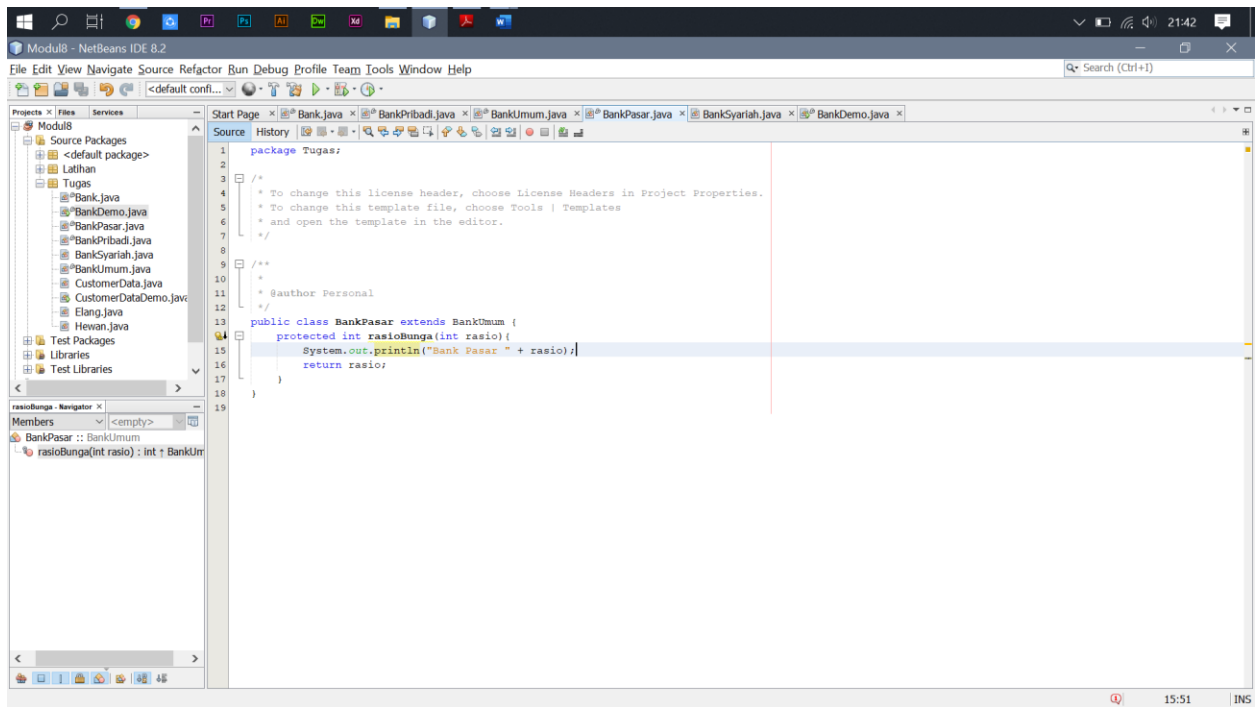 Pr Ps Ai Dw Xd 21:42
Modul8 - NetBeans IDE 8.2
File Edit View Navigate Source Refactor Run Debug Profile Team Tools Window Help
Search (Ctrl+I)
<default confi...
Projects Files Services
Start Page Bank.java BankPribadi.java BankUmum.java BankPasar.java BankSyariah.java BankDemo.java
Source History
Modul8
Source Packages
<default package>
Latihan
Tugas
Bank.java
BankDemo.java
BankPasar.java
BankPribadi.java
BankSyariah.java
BankUmum.java
CustomerData.java
CustomerDataDemo.java
Elang.java
Hewan.java
Test Packages
Libraries
Test Libraries
rasioBunga - Navigator
Members <empty>
BankPasar :: BankUmum
rasioBunga(int rasio) : int ↑ BankUm
1 package Tugas;
2
3 /*
4 * To change this license header, choose License Headers in Project Properties.
5 * To change this template file, choose Tools | Templates
6 * and open the template in the editor.
7 */
8
9 /**
10 *
11 * @author Personal
12 */
13 public class BankPasar extends BankUmum {
protected int rasioBunga(int rasio){
15 System.out.println("Bank Pasar " + rasio);
16 return rasio;
17 }
18 }
19
15:51 INS